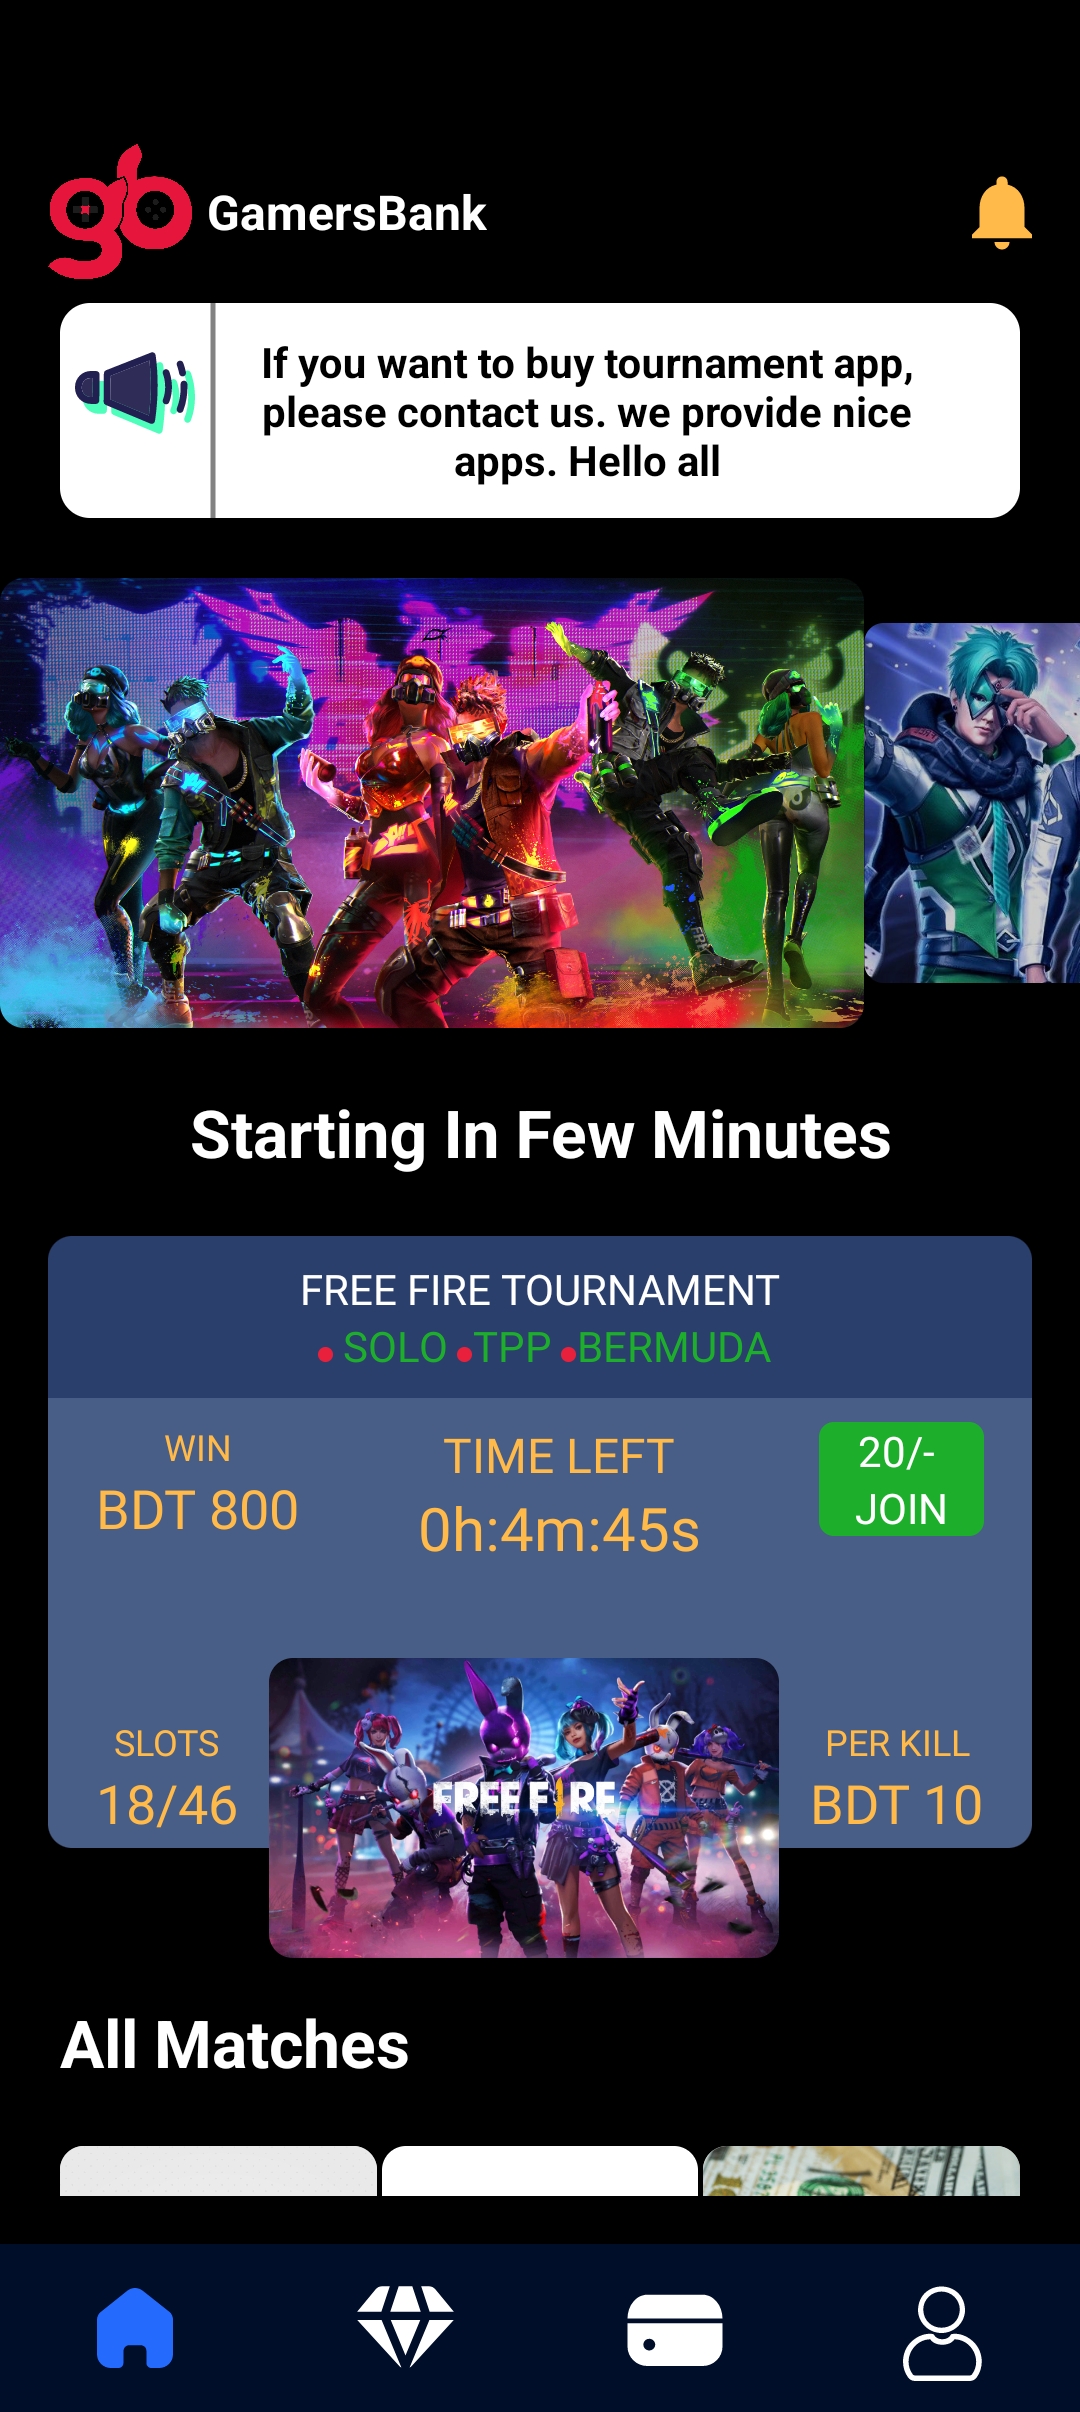 GamersBank
If you want to buy tournament app,
please contact us. we provide nice
apps. Hello all
Starting In Few Minutes
FREE FIRE TOURNAMENT
SOLO TPP BERMUDA
WIN
BDT 800
TIME LEFT
0h:4m:45s
20/-
JOIN
SLOTS
18/46
FREE FIRE
PER KILL
BDT 10
All Matches